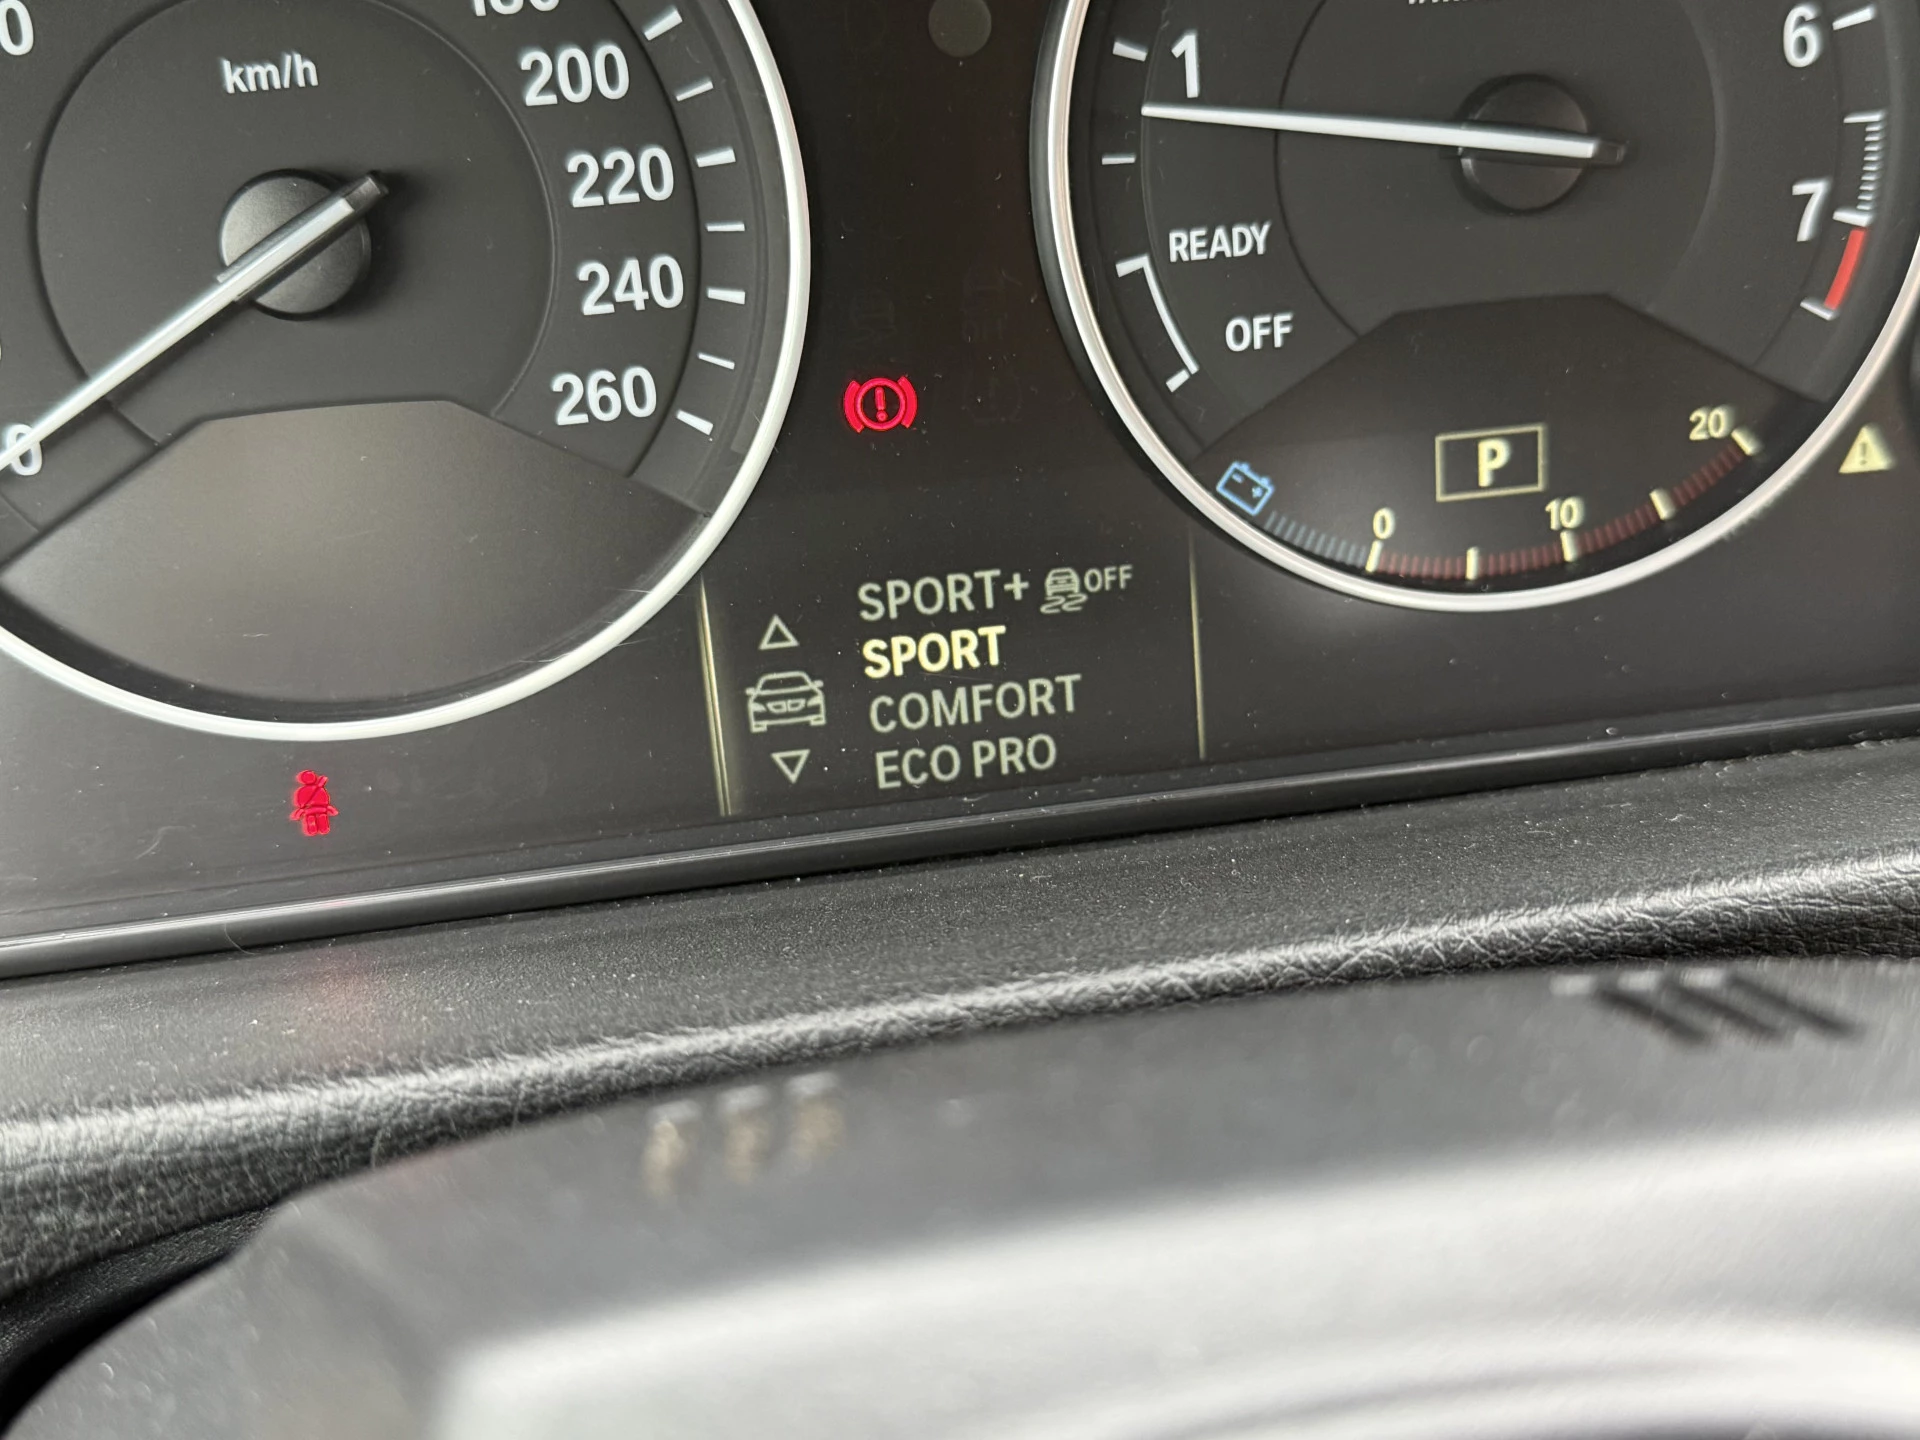 km/h
200
220
240
260
0
1
6
7
READY
OFF
P
0
10
20
SPORT+ OFF
SPORT
COMFORT
ECO PRO